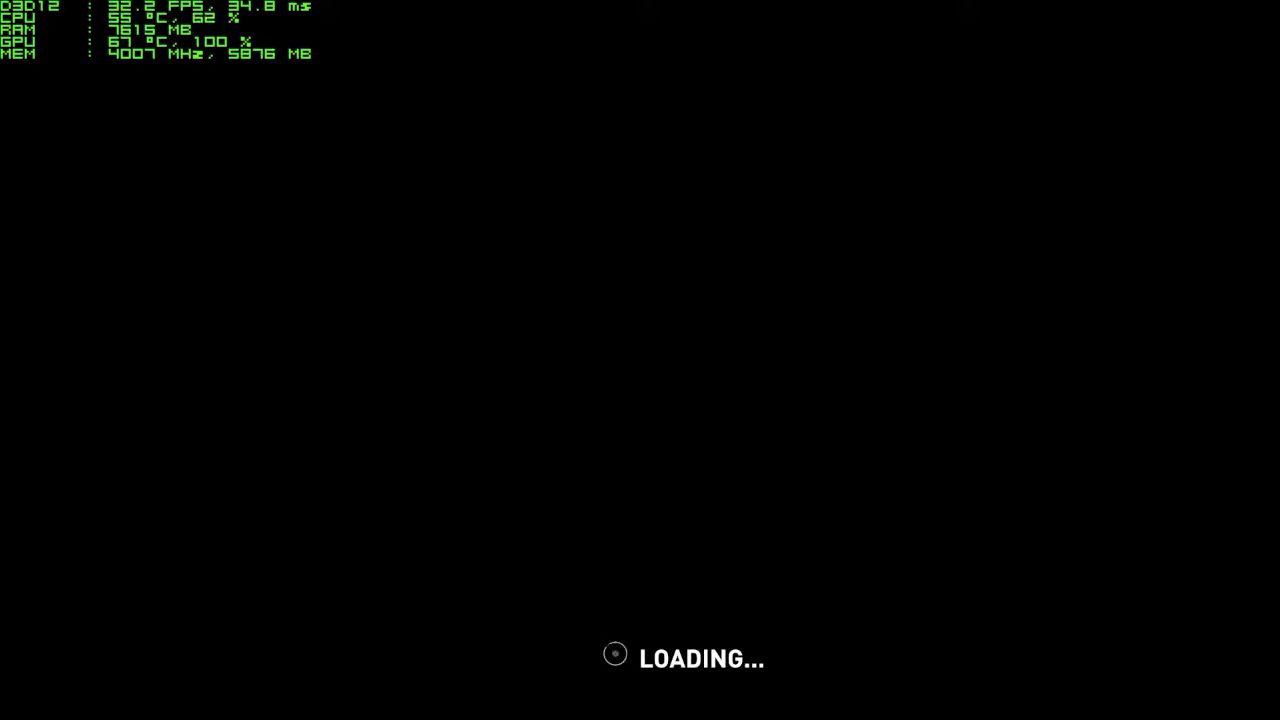 D3D12 : 32.2 FPS, 34.8 ms
CPU : 55 °C, 62 %
RAM : 7615 MB
GPU : 67 °C, 100 %
MEM : 4007 MHz, 5876 MB
LOADING...